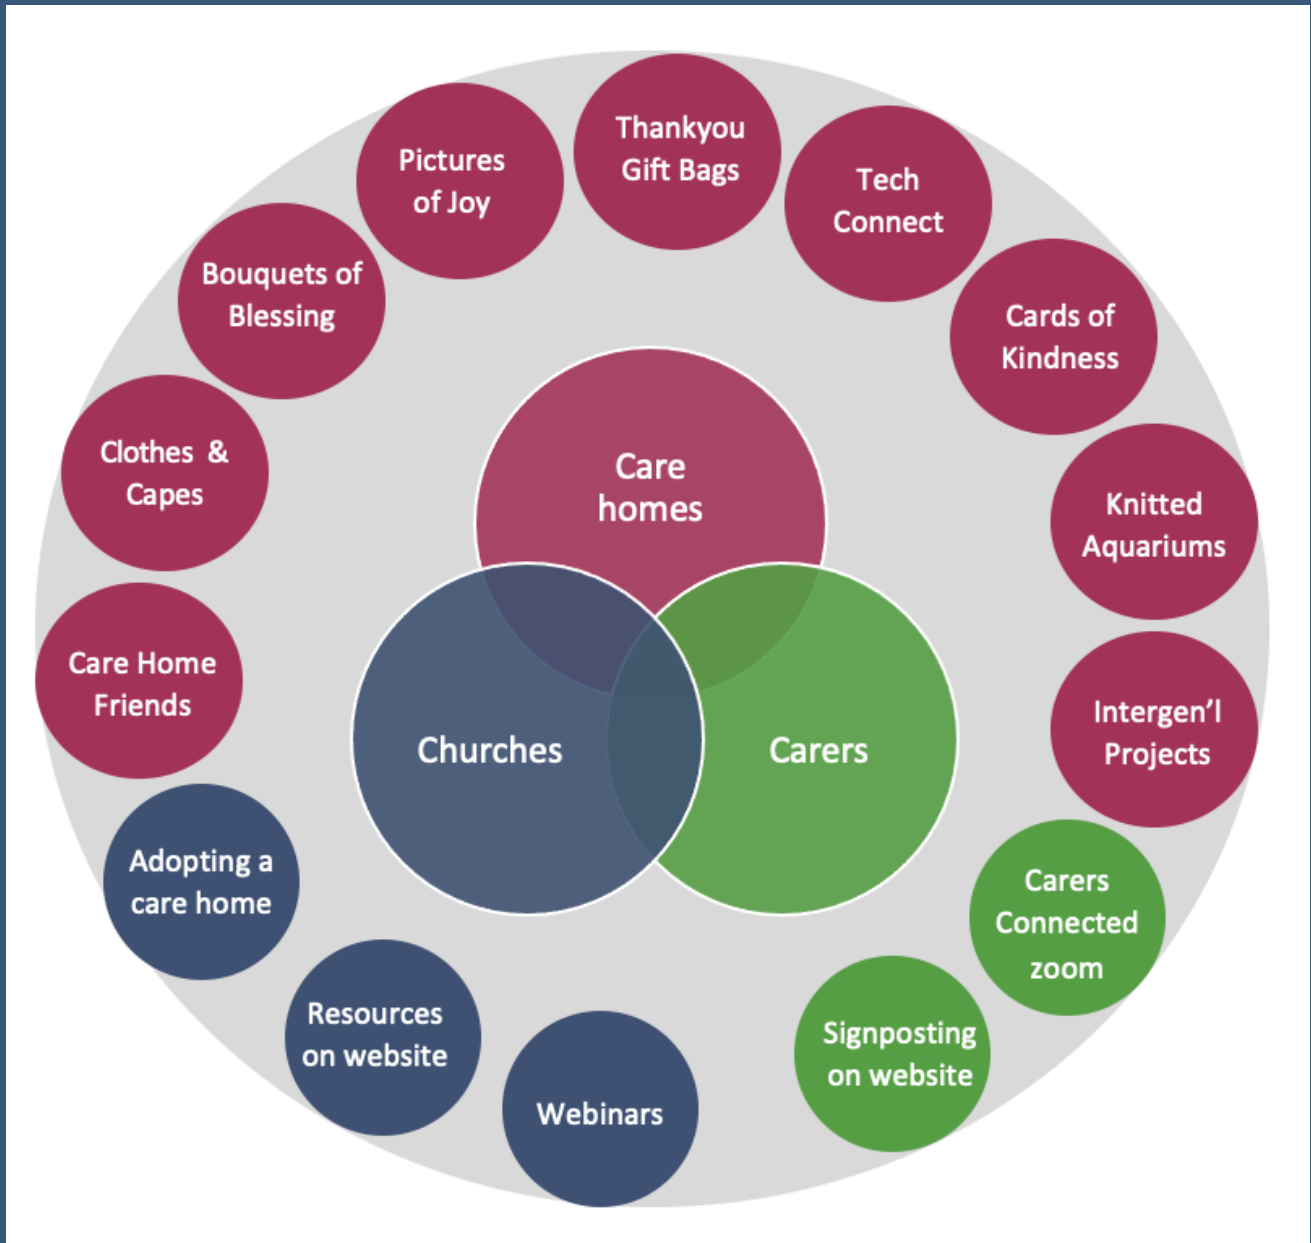 Thankyou
Gift Bags
Pictures
of Joy
Tech
Connect
Bouquets of
Blessing
Cards of
Kindness
Clothes & 
Capes
Care
homes
Knitted
Aquariums
Care Home
Friends
Churches
Carers
Intergen’l
Projects
Adopting a
care home
Carers
Connected
zoom
Resources
on website
Signposting
on website
Webinars